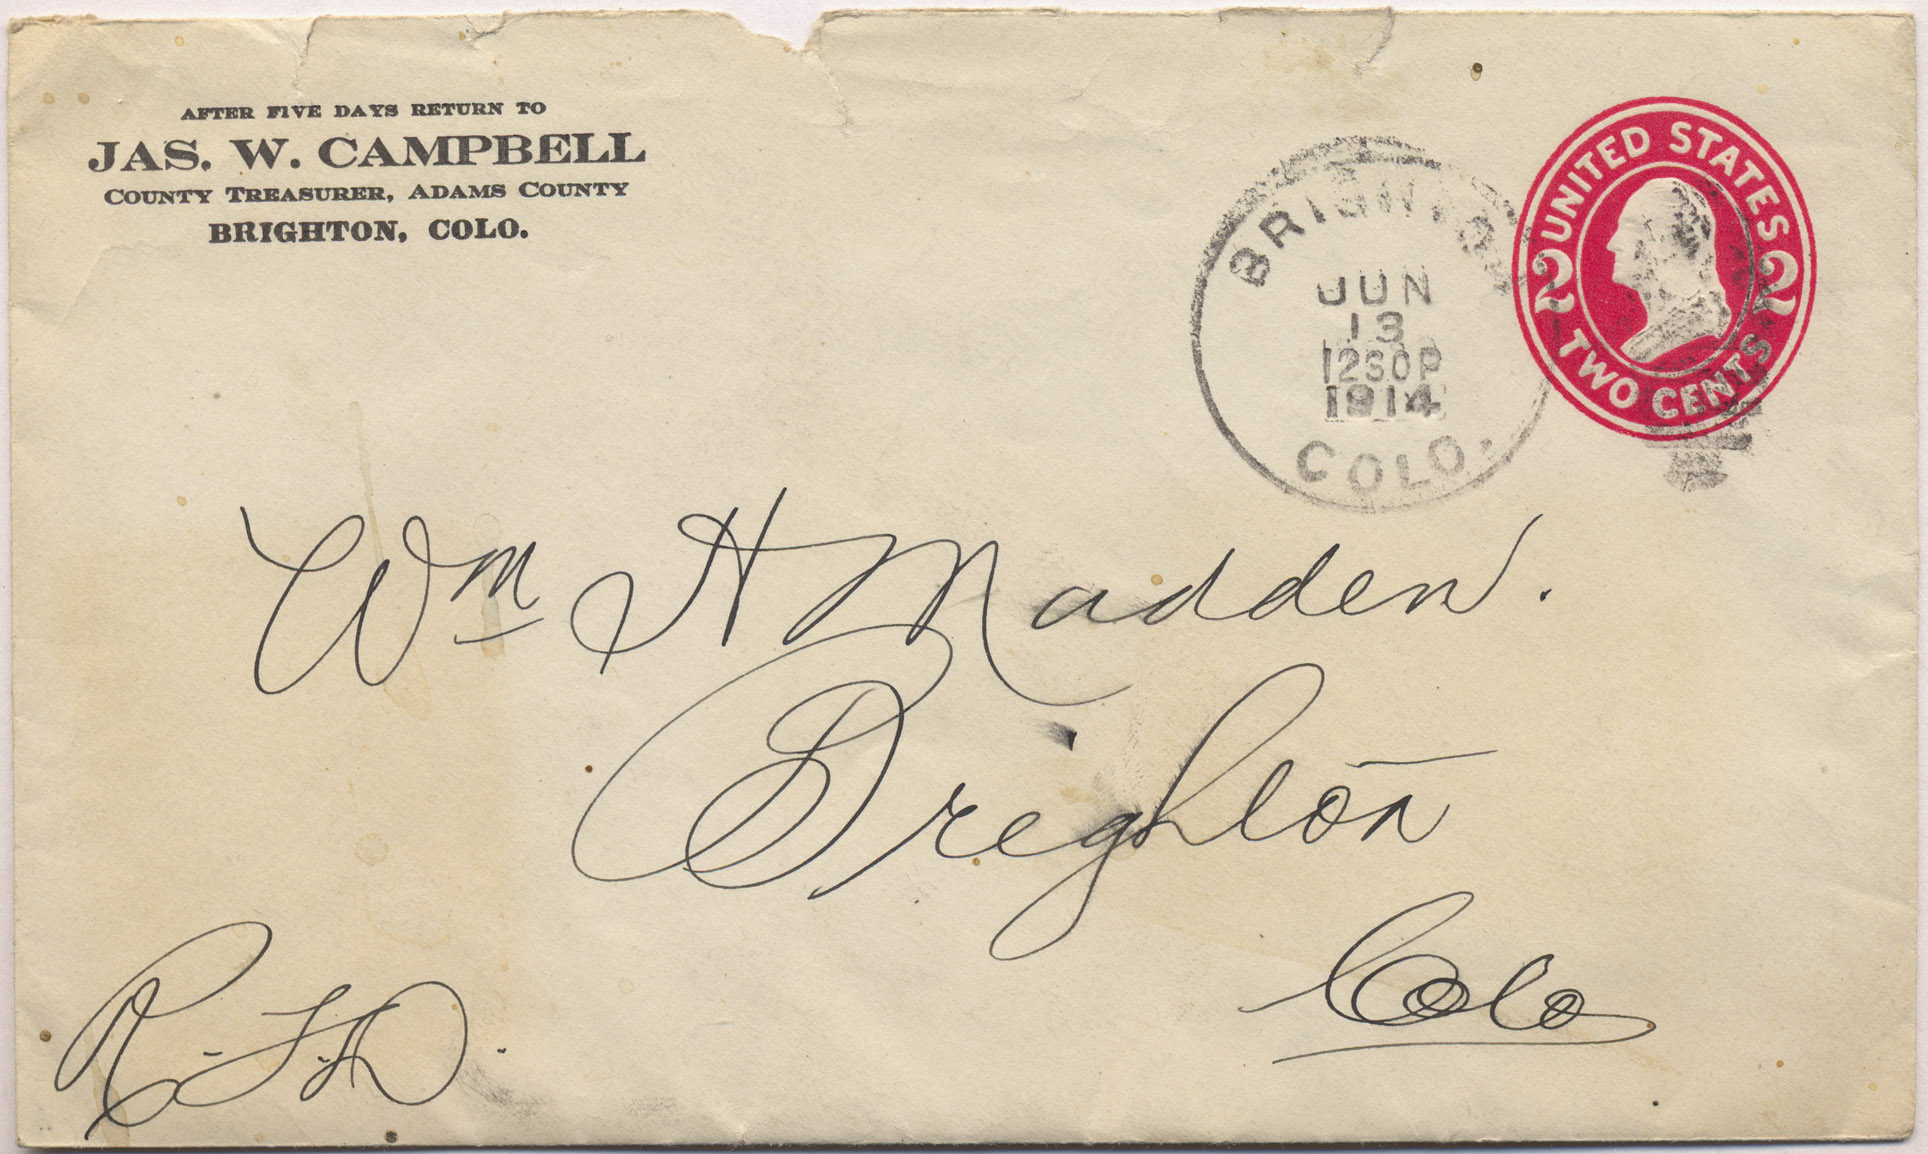 AFTER FIVE DAYS RETURN TO
JAS. W. CAMPBELL
COUNTY TREASURER, ADAMS COUNTY
BRIGHTON, COLO.
BRIGHTON
JUN
13
1230P
1914
COLO.
UNITED STATES
2 2
TWO CENTS
Wm H Madden.
Brighton
Colo
R.F.D.